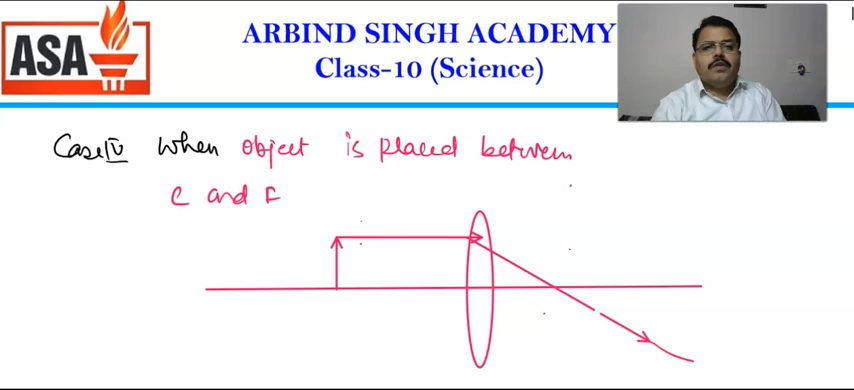 ASA
ARBIND SINGH ACADEMY
Class-10 (Science)
Case IV when object is placed between
C and F